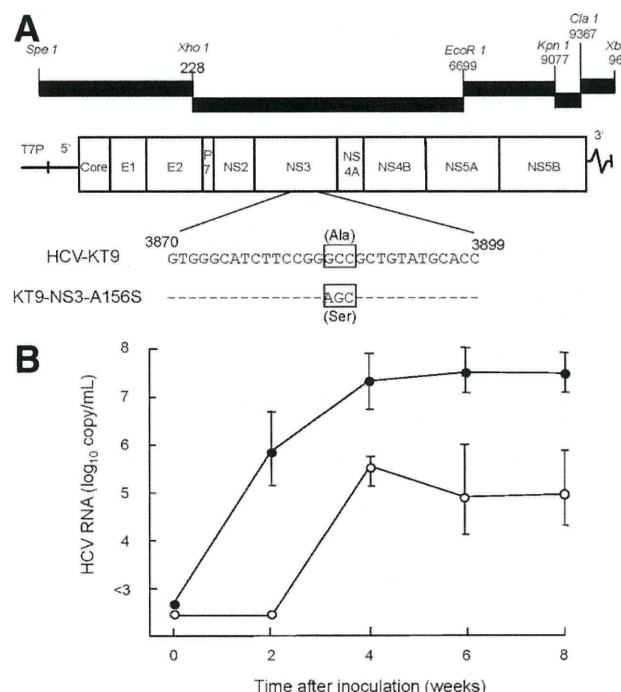 A
Spe 1
Xho 1
228
EcoR 1
6699
Kpn 1
9077
Cla 1
9367
Xb
96
T7P
5'
Core
E1
E2
P7
NS2
NS3
NS4A
NS4B
NS5A
NS5B
3'
3870
(Ala)
3899
HCV-KT9
GTGGGCATCTTCCGGGCCGCTGTATGCACC
KT9-NS3-A156S
AGC
(Ser)
B
HCV RNA (log10 copy/mL)
8
7
6
5
4
<3
0
2
4
6
8
Time after inoculation (weeks)